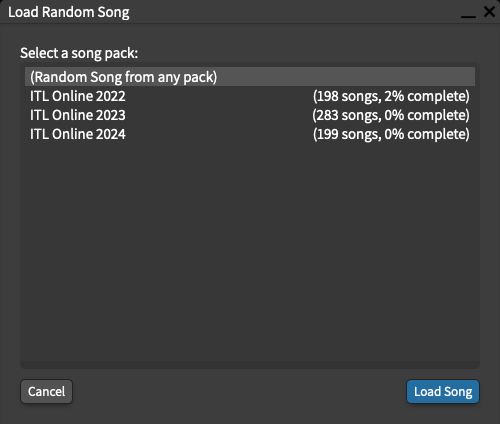 Load Random Song
Select a song pack:
(Random Song from any pack)
ITL Online 2022 (198 songs, 2% complete)
ITL Online 2023 (283 songs, 0% complete)
ITL Online 2024 (199 songs, 0% complete)
Cancel Load Song